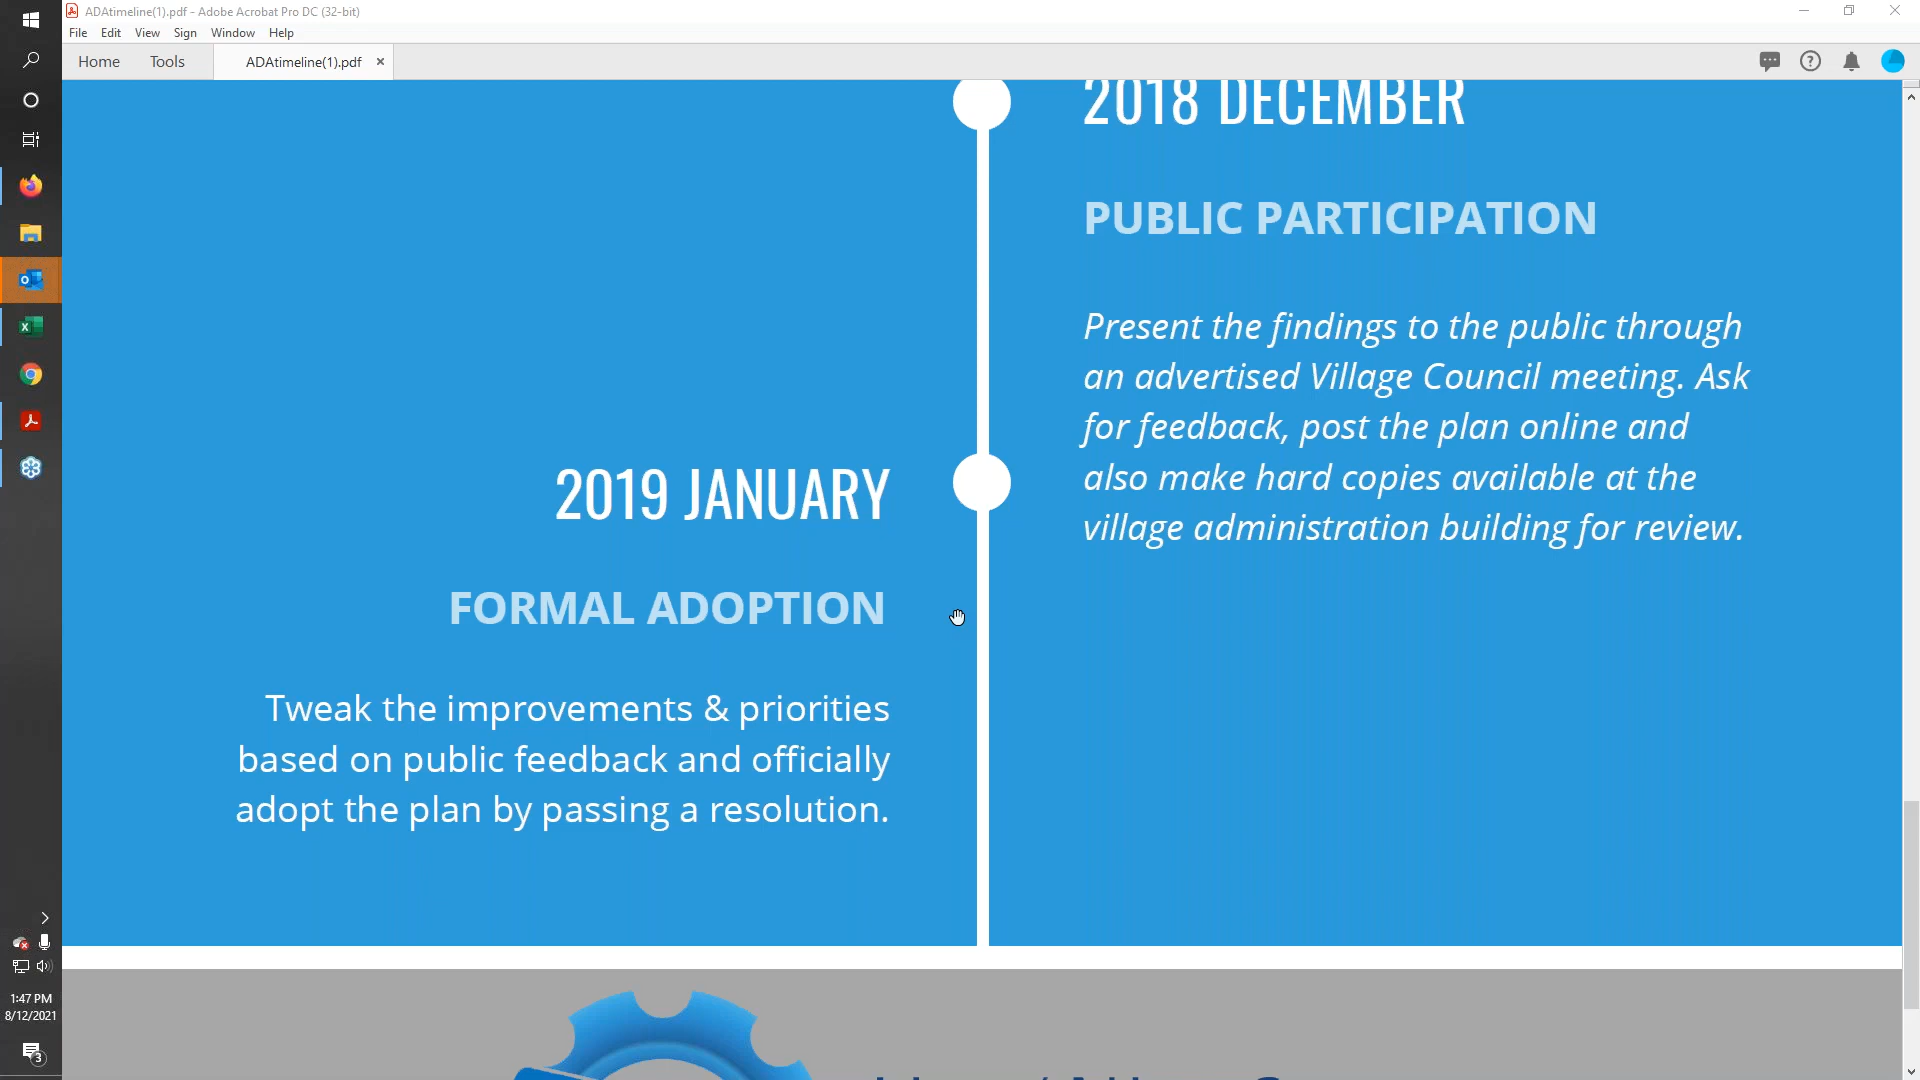 ADAtimeline(1).pdf - Adobe Acrobat Pro DC (32-bit)
File Edit View Sign Window Help
Home Tools ADAtimeline(1).pdf ×
2018 DECEMBER
PUBLIC PARTICIPATION
Present the findings to the public through
an advertised Village Council meeting. Ask
for feedback, post the plan online and
also make hard copies available at the
village administration building for review.
2019 JANUARY
FORMAL ADOPTION
Tweak the improvements & priorities
based on public feedback and officially
adopt the plan by passing a resolution.
1:47 PM
8/12/2021
3